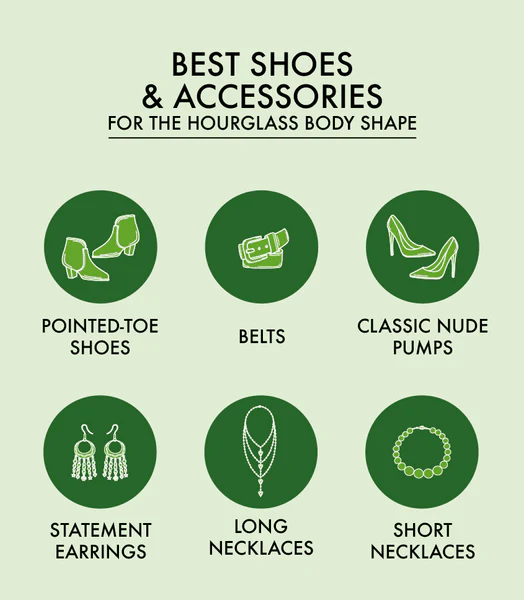 BEST SHOES
& ACCESSORIES
FOR THE HOURGLASS BODY SHAPE
POINTED-TOE
SHOES
BELTS
CLASSIC NUDE
PUMPS
STATEMENT
EARRINGS
LONG
NECKLACES
SHORT
NECKLACES